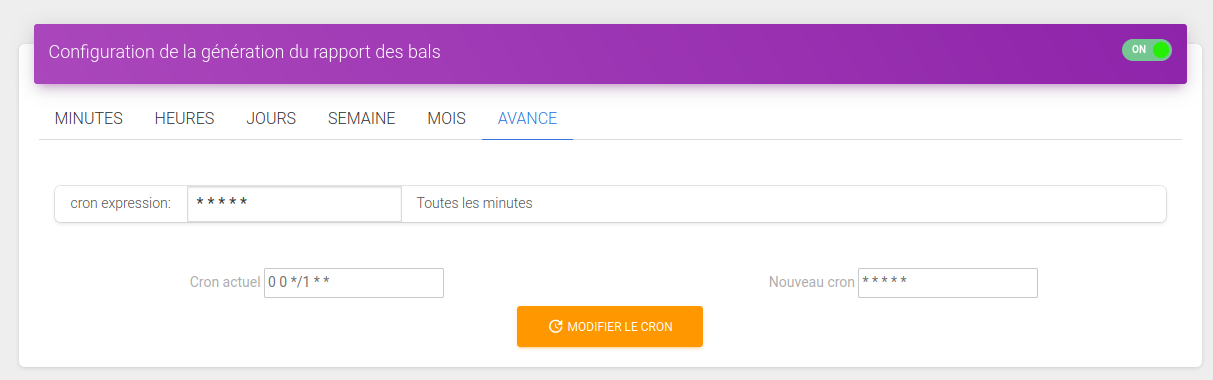 Configuration de la génération du rapport des bals
ON
MINUTES HEURES JOURS SEMAINE MOIS AVANCE
cron expression: * * * * * Toutes les minutes
Cron actuel 0 0 */1 * * Nouveau cron * * * * *
MODIFIER LE CRON